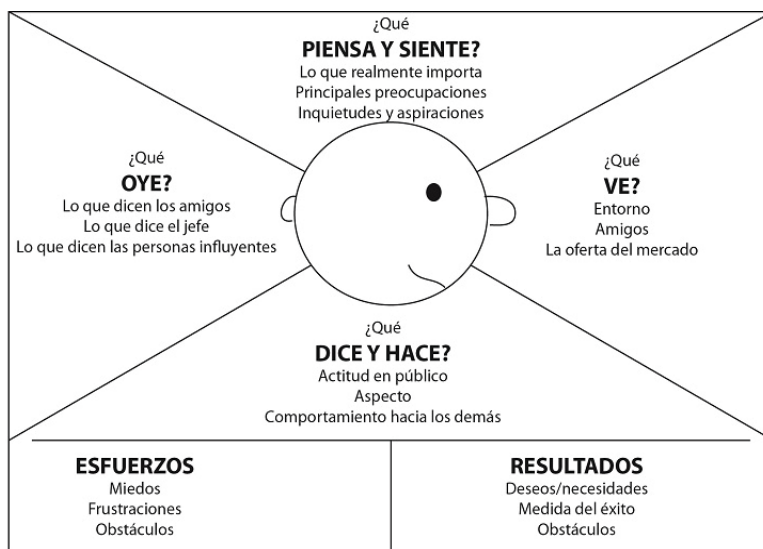 ¿Qué
PIENSA Y SIENTE?
Lo que realmente importa
Principales preocupaciones
Inquietudes y aspiraciones
¿Qué
OYE?
Lo que dicen los amigos
Lo que dice el jefe
Lo que dicen las personas influyentes
¿Qué
VE?
Entorno
Amigos
La oferta del mercado
¿Qué
DICE Y HACE?
Actitud en público
Aspecto
Comportamiento hacia los demás
ESFUERZOS
Miedos
Frustraciones
Obstáculos
RESULTADOS
Deseos/necesidades
Medida del éxito
Obstáculos